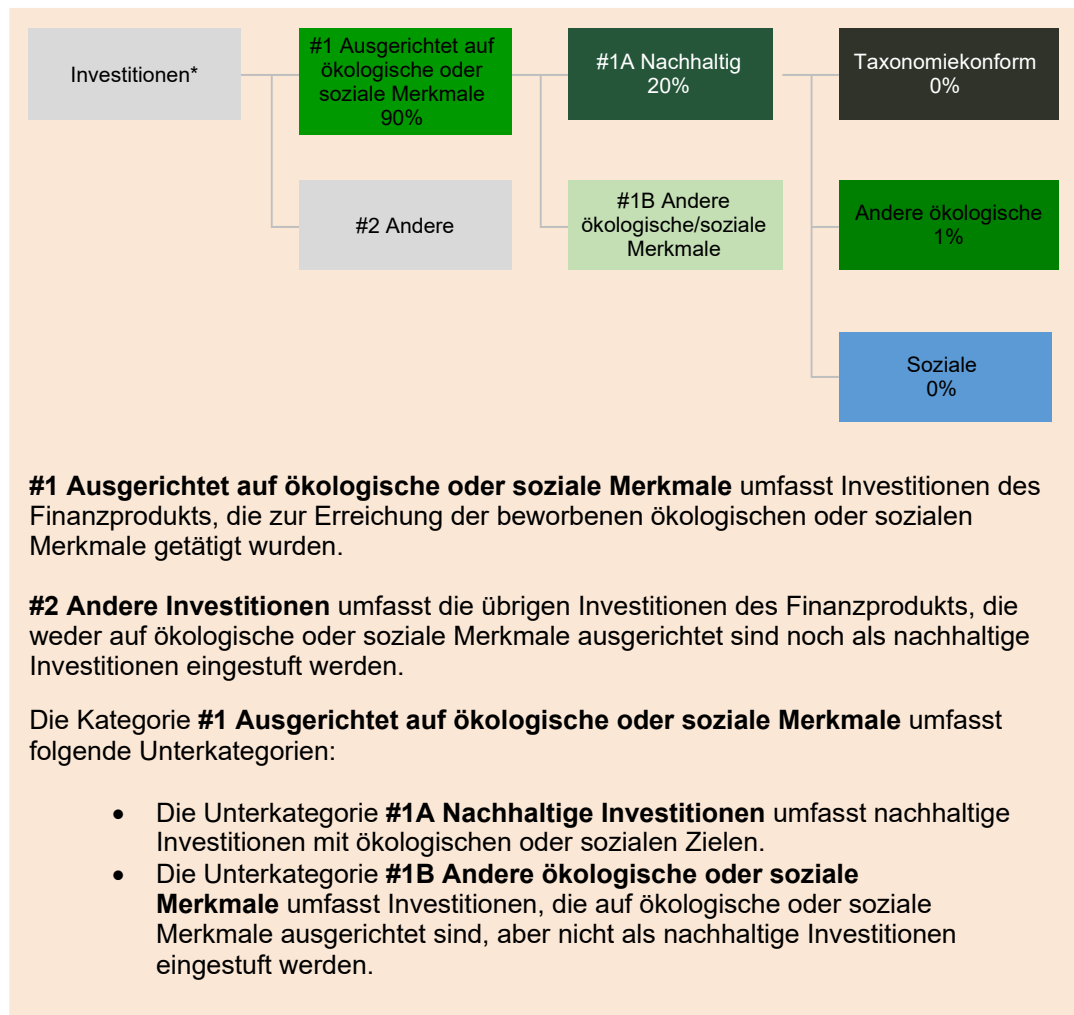 Investitionen*
#1 Ausgerichtet auf
ökologische oder
soziale Merkmale
90%
#1A Nachhaltig
20%
Taxonomiekonform
0%
#2 Andere
#1B Andere
ökologische/soziale
Merkmale
Andere ökologische
1%
Soziale
0%
#1 Ausgerichtet auf ökologische oder soziale Merkmale umfasst Investitionen des
Finanzprodukts, die zur Erreichung der beworbenen ökologischen oder sozialen
Merkmale getätigt wurden.
#2 Andere Investitionen umfasst die übrigen Investitionen des Finanzprodukts, die
weder auf ökologische oder soziale Merkmale ausgerichtet sind noch als nachhaltige
Investitionen eingestuft werden.
Die Kategorie #1 Ausgerichtet auf ökologische oder soziale Merkmale umfasst
folgende Unterkategorien:
• Die Unterkategorie #1A Nachhaltige Investitionen umfasst nachhaltige
Investitionen mit ökologischen oder sozialen Zielen.
• Die Unterkategorie #1B Andere ökologische oder soziale
Merkmale umfasst Investitionen, die auf ökologische oder soziale
Merkmale ausgerichtet sind, aber nicht als nachhaltige Investitionen
eingestuft werden.